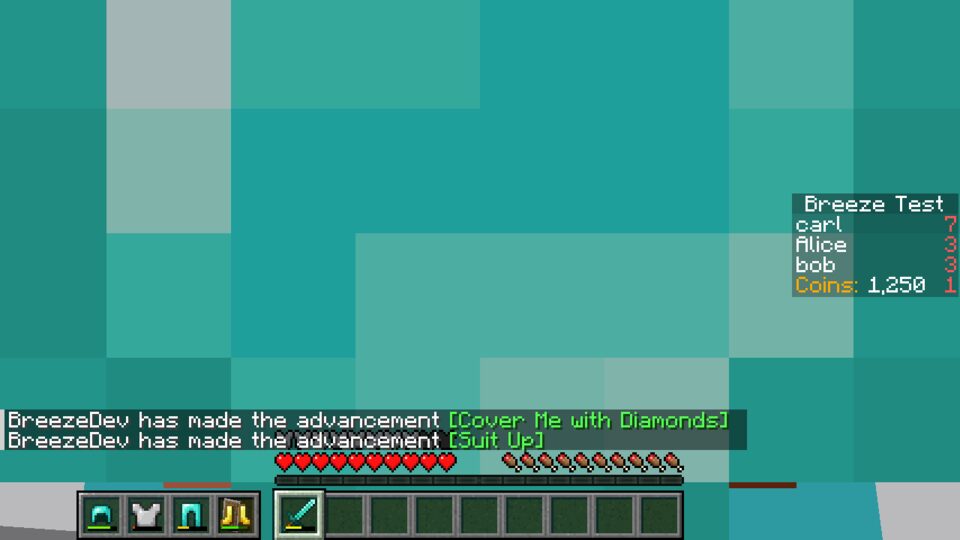 Breeze Test
carl 7
Alice 3
bob 3
Coins: 1,250 1
BreezeDev has made the advancement [Cover Me with Diamonds]
BreezeDev has made the advancement [Suit Up]